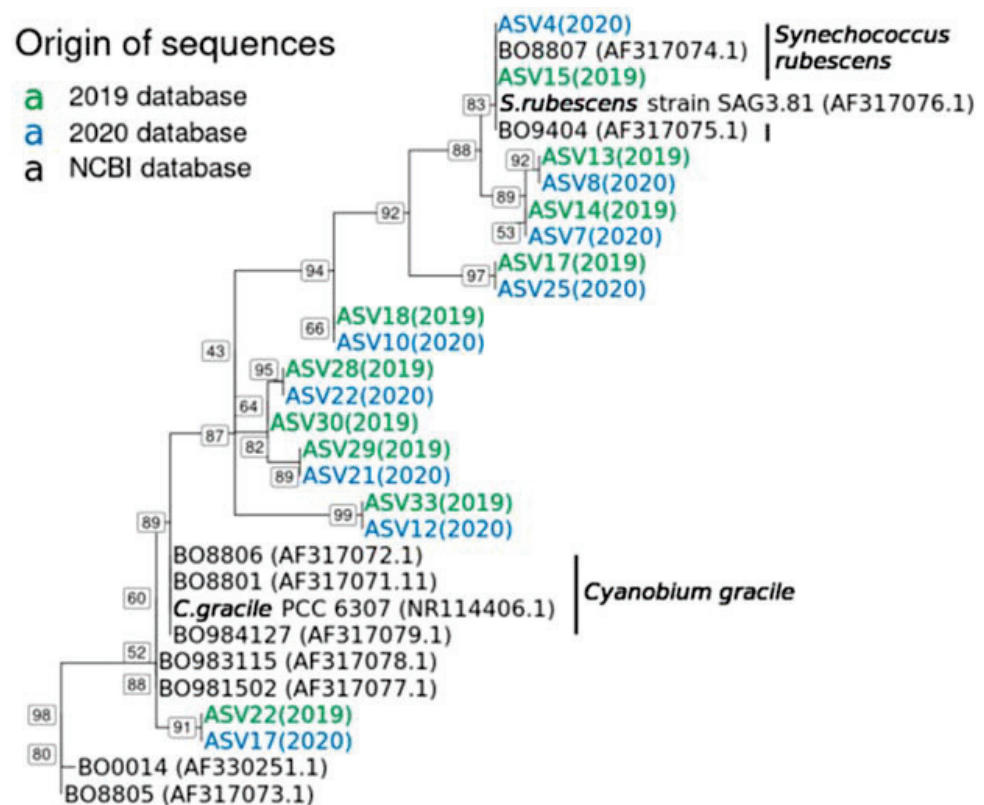 Origin of sequences
a 2019 database
a 2020 database
a NCBI database
ASV4(2020)
BO8807 (AF317074.1)
Synechococcus
rubescens
ASV15(2019)
83
S.rubescens strain SAG3.81 (AF317076.1)
BO9404 (AF317075.1)
88
92
ASV13(2019)
ASV8(2020)
89
ASV14(2019)
92
53
ASV7(2020)
ASV17(2019)
94
97
ASV25(2020)
ASV18(2019)
66
ASV10(2020)
43
95
ASV28(2019)
ASV22(2020)
64
ASV30(2019)
87
82
ASV29(2019)
89
ASV21(2020)
ASV33(2019)
99
89
ASV12(2020)
BO8806 (AF317072.1)
BO8801 (AF317071.11)
Cyanobium gracile
60
C.gracile PCC 6307 (NR114406.1)
BO984127 (AF317079.1)
52
BO983115 (AF317078.1)
88
BO981502 (AF317077.1)
98
ASV22(2019)
91
ASV17(2020)
80
BO0014 (AF330251.1)
BO8805 (AF317073.1)